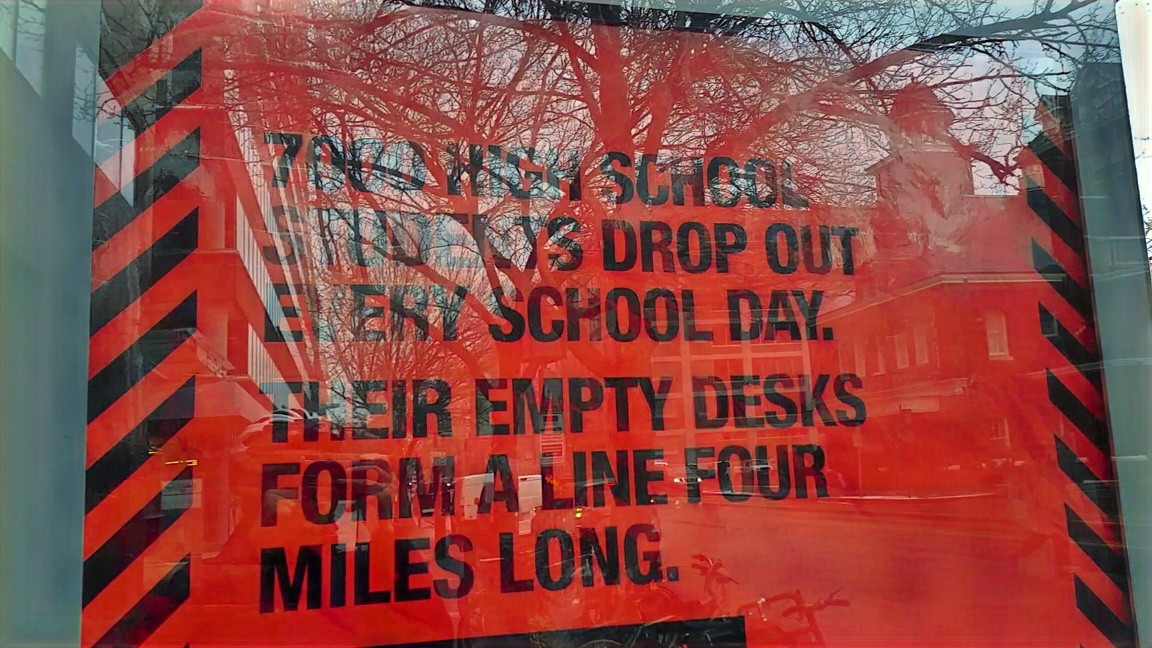 7000 HIGH SCHOOL
STUDENTS DROP OUT
EVERY SCHOOL DAY.
THEIR EMPTY DESKS
FORM A LINE FOUR
MILES LONG.